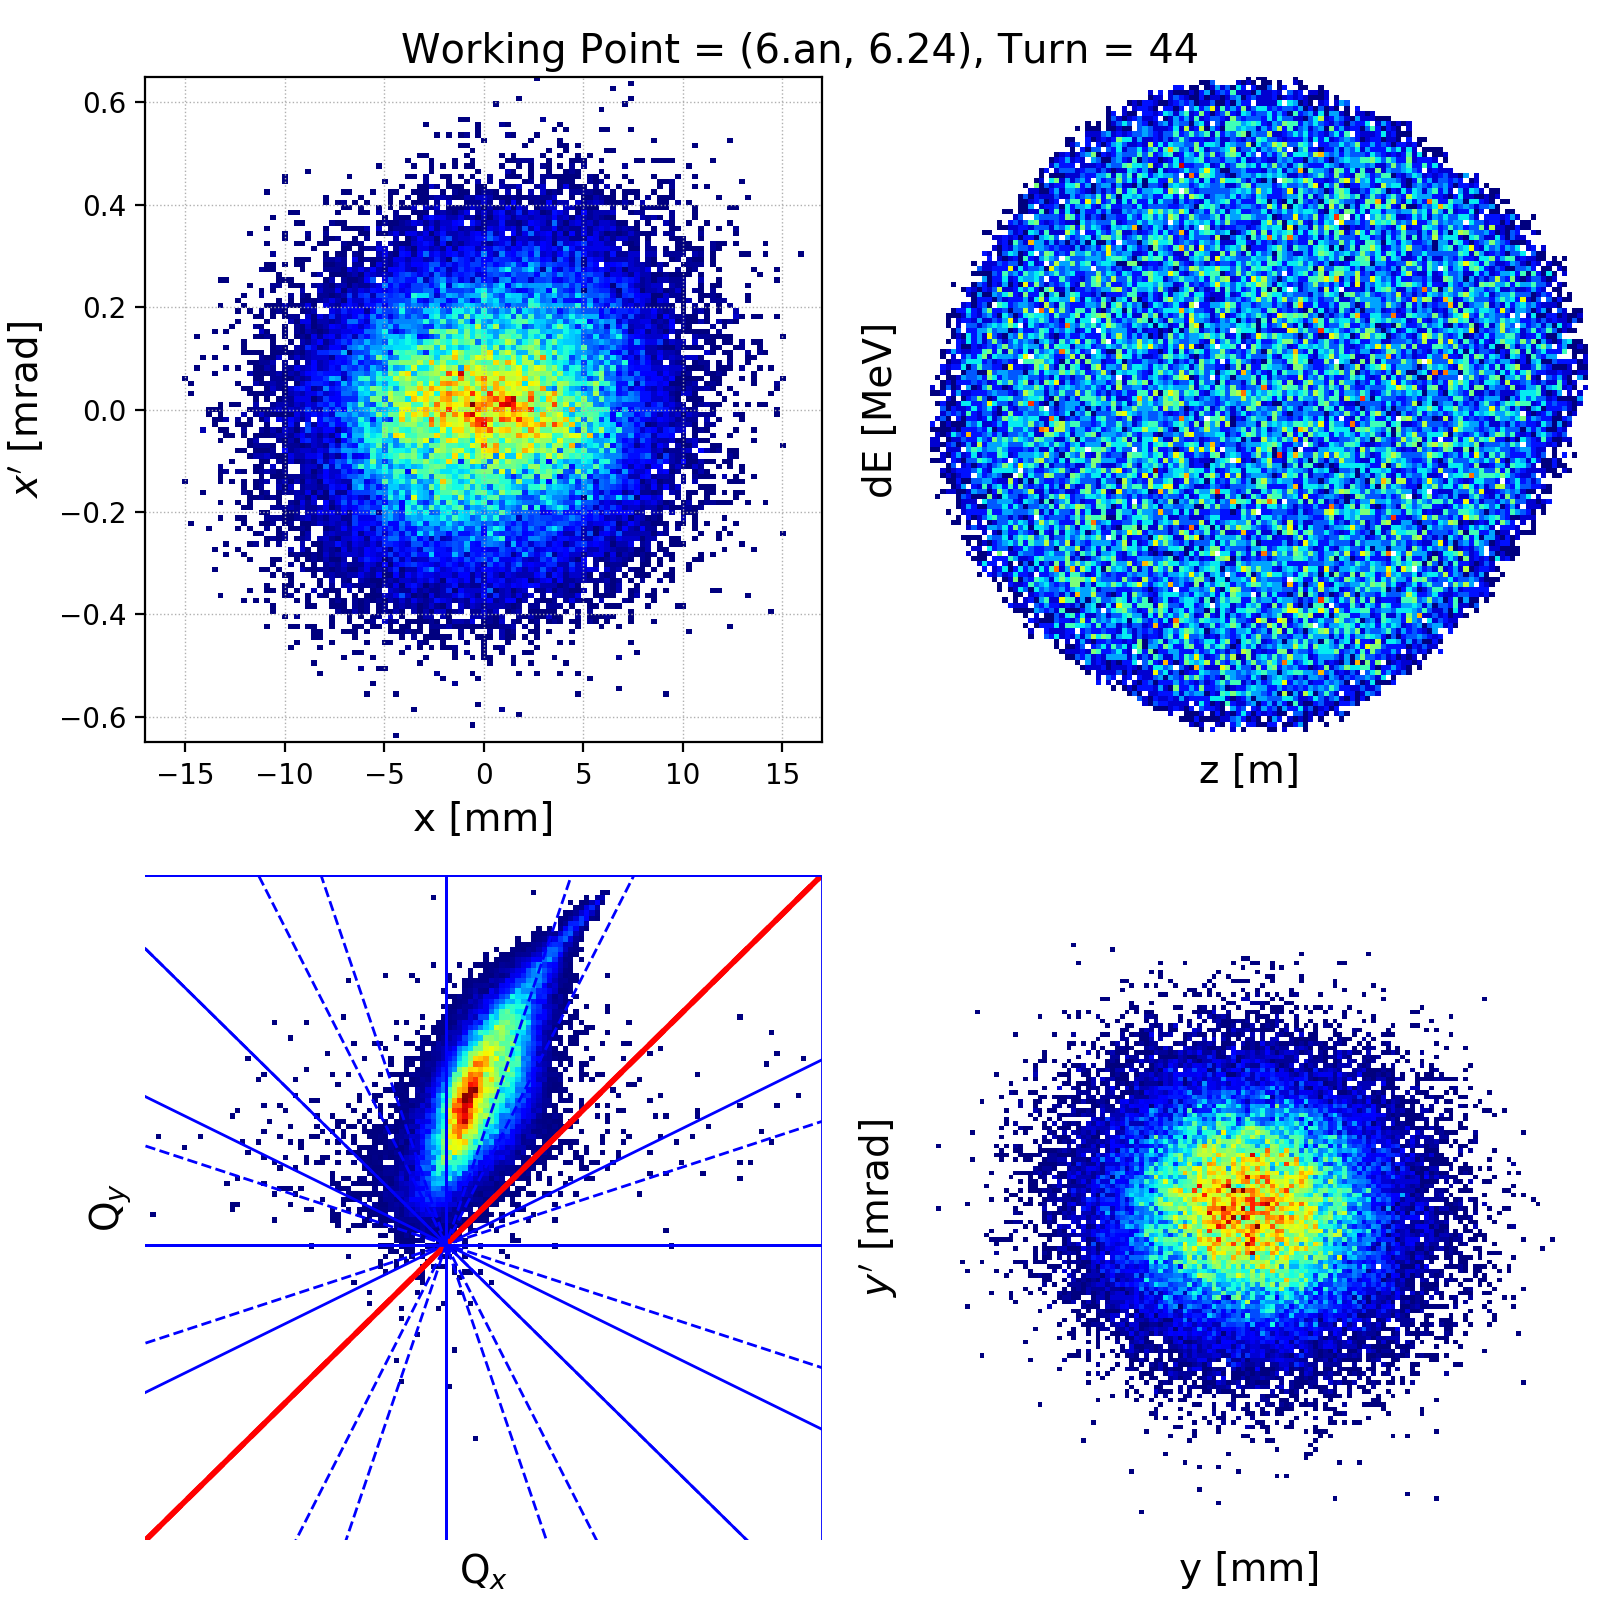 Working Point = (6.an, 6.24), Turn = 44
0.6
0.4
0.2
0.0
−0.2
−0.4
−0.6
x′ [mrad]
−15 −10 −5 0 5 10 15
x [mm]
dE [MeV]
z [m]
Qy
Qx
y′ [mrad]
y [mm]